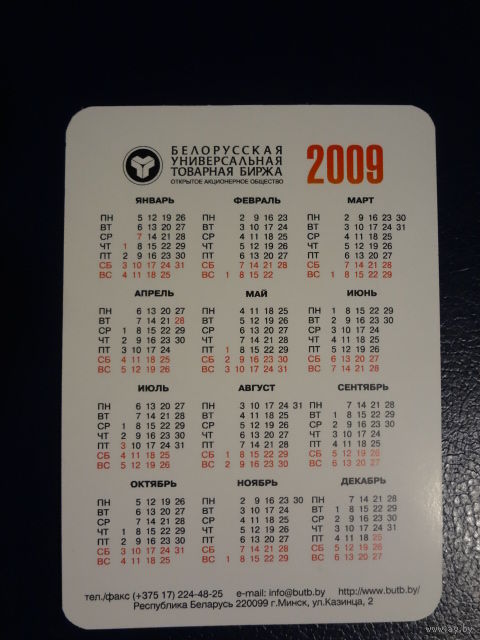 БЕЛОРУССКАЯ
УНИВЕРСАЛЬНАЯ
ТОВАРНАЯ БИРЖА
ОТКРЫТОЕ АКЦИОНЕРНОЕ ОБЩЕСТВО
2009
ЯНВАРЬ ФЕВРАЛЬ МАРТ
ПН 5 12 19 26 ПН 2 9 16 23 ПН 2 9 16 23 30
ВТ 6 13 20 27 ВТ 3 10 17 24 ВТ 3 10 17 24 31
СР 7 14 21 28 СР 4 11 18 25 СР 4 11 18 25
ЧТ 1 8 15 22 29 ЧТ 5 12 19 26 ЧТ 5 12 19 26
ПТ 2 9 16 23 30 ПТ 6 13 20 27 ПТ 6 13 20 27
СБ 3 10 17 24 31 СБ 7 14 21 28 СБ 7 14 21 28
ВС 4 11 18 25 ВС 1 8 15 22 ВС 1 8 15 22 29
АПРЕЛЬ МАЙ ИЮНЬ
ПН 6 13 20 27 ПН 4 11 18 25 ПН 1 8 15 22 29
ВТ 7 14 21 28 ВТ 5 12 19 26 ВТ 2 9 16 23 30
СР 1 8 15 22 29 СР 6 13 20 27 СР 3 10 17 24
ЧТ 2 9 16 23 30 ЧТ 7 14 21 28 ЧТ 4 11 18 25
ПТ 3 10 17 24 ПТ 1 8 15 22 29 ПТ 5 12 19 26
СБ 4 11 18 25 СБ 2 9 16 23 30 СБ 6 13 20 27
ВС 5 12 19 26 ВС 3 10 17 24 31 ВС 7 14 21 28
ИЮЛЬ АВГУСТ СЕНТЯБРЬ
ПН 6 13 20 27 ПН 3 10 17 24 31 ПН 7 14 21 28
ВТ 7 14 21 28 ВТ 4 11 18 25 ВТ 1 8 15 22 29
СР 1 8 15 22 29 СР 5 12 19 26 СР 2 9 16 23 30
ЧТ 2 9 16 23 30 ЧТ 6 13 20 27 ЧТ 3 10 17 24
ПТ 3 10 17 24 31 ПТ 7 14 21 28 ПТ 4 11 18 25
СБ 4 11 18 25 СБ 1 8 15 22 29 СБ 5 12 19 26
ВС 5 12 19 26 ВС 2 9 16 23 30 ВС 6 13 20 27
ОКТЯБРЬ НОЯБРЬ ДЕКАБРЬ
ПН 5 12 19 26 ПН 2 9 16 23 30 ПН 7 14 21 28
ВТ 6 13 20 27 ВТ 3 10 17 24 ВТ 1 8 15 22 29
СР 7 14 21 28 СР 4 11 18 25 СР 2 9 16 23 30
ЧТ 1 8 15 22 29 ЧТ 5 12 19 26 ЧТ 3 10 17 24 31
ПТ 2 9 16 23 30 ПТ 6 13 20 27 ПТ 4 11 18 25
СБ 3 10 17 24 31 СБ 7 14 21 28 СБ 5 12 19 26
ВС 4 11 18 25 ВС 1 8 15 22 29 ВС 6 13 20 27
тел./факс (+375 17) 224-48-25 e-mail: info@butb.by http://www.butb.by/
Республика Беларусь 220099 г.Минск, ул.Казинца, 2
www.ay.by